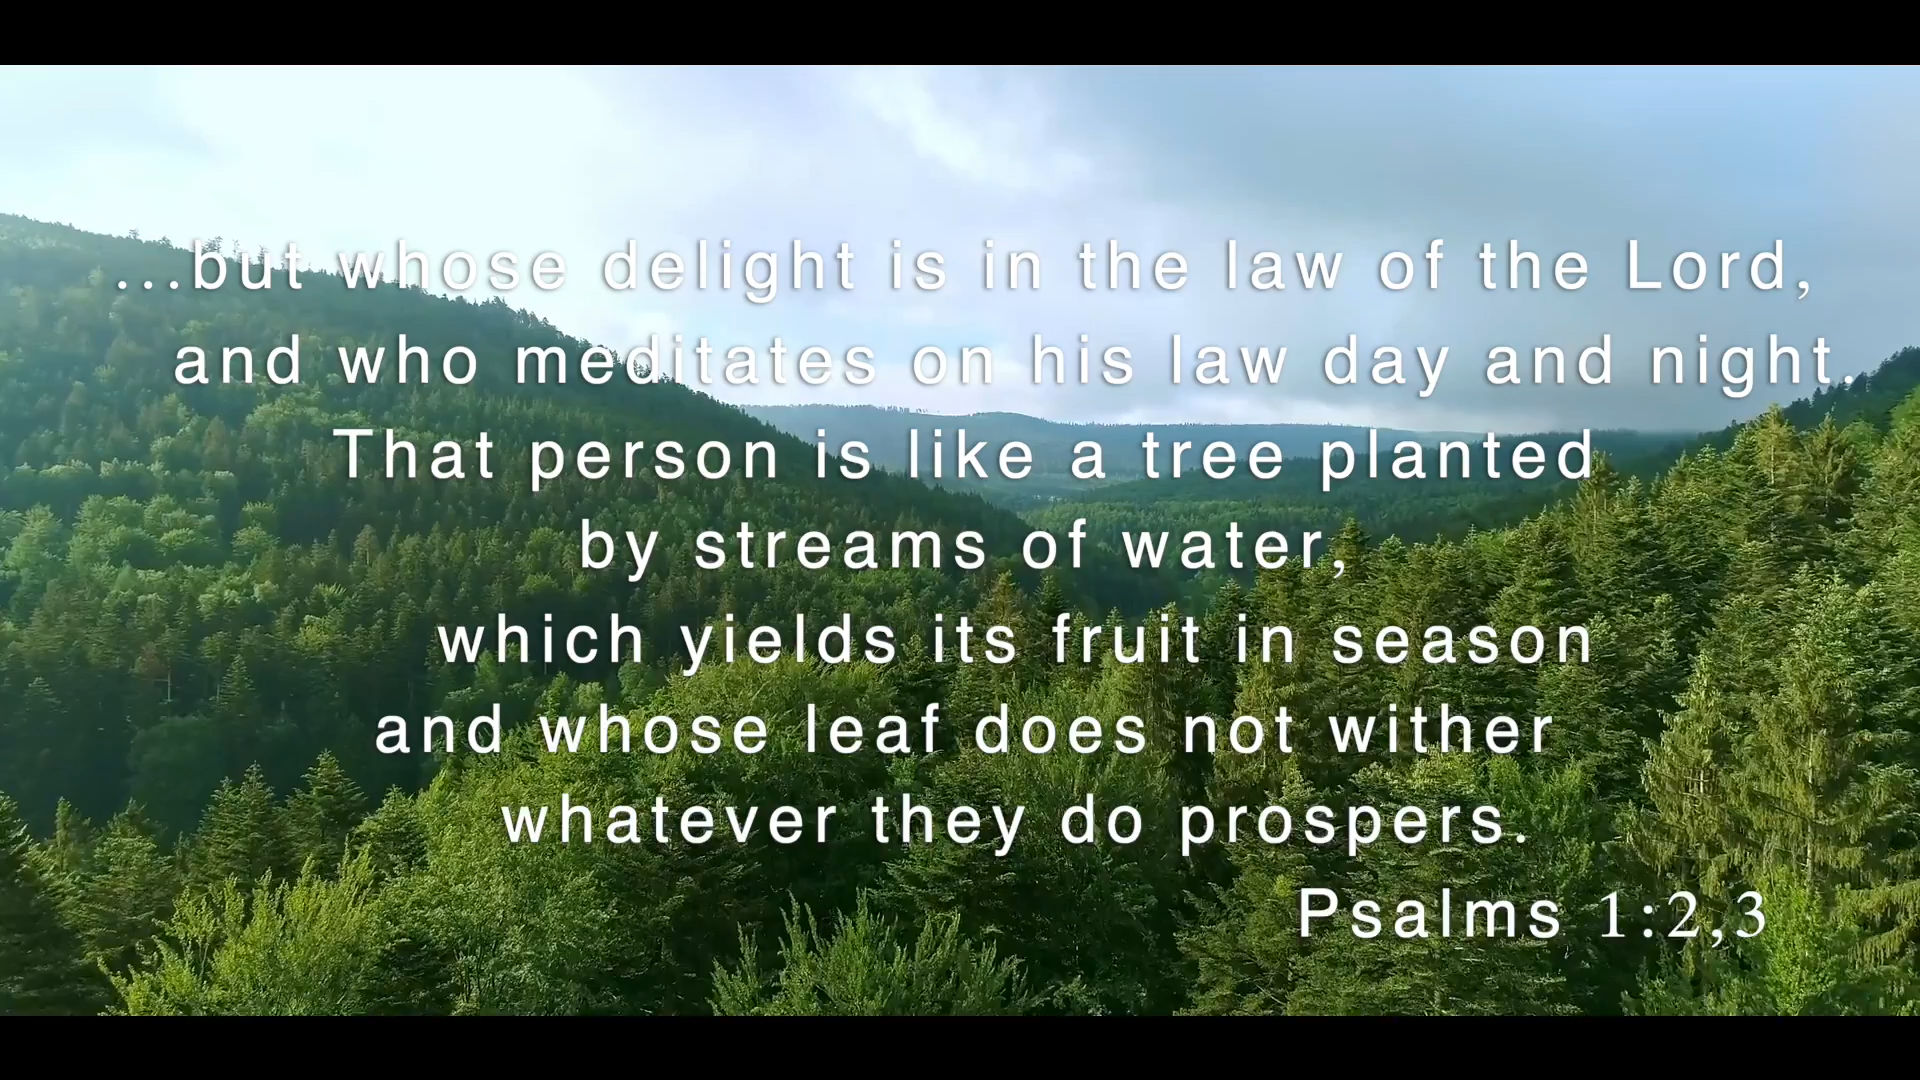 ...but whose delight is in the law of the Lord,
and who meditates on his law day and night.
That person is like a tree planted
by streams of water,
which yields its fruit in season
and whose leaf does not wither
whatever they do prospers.
Psalms 1:2,3